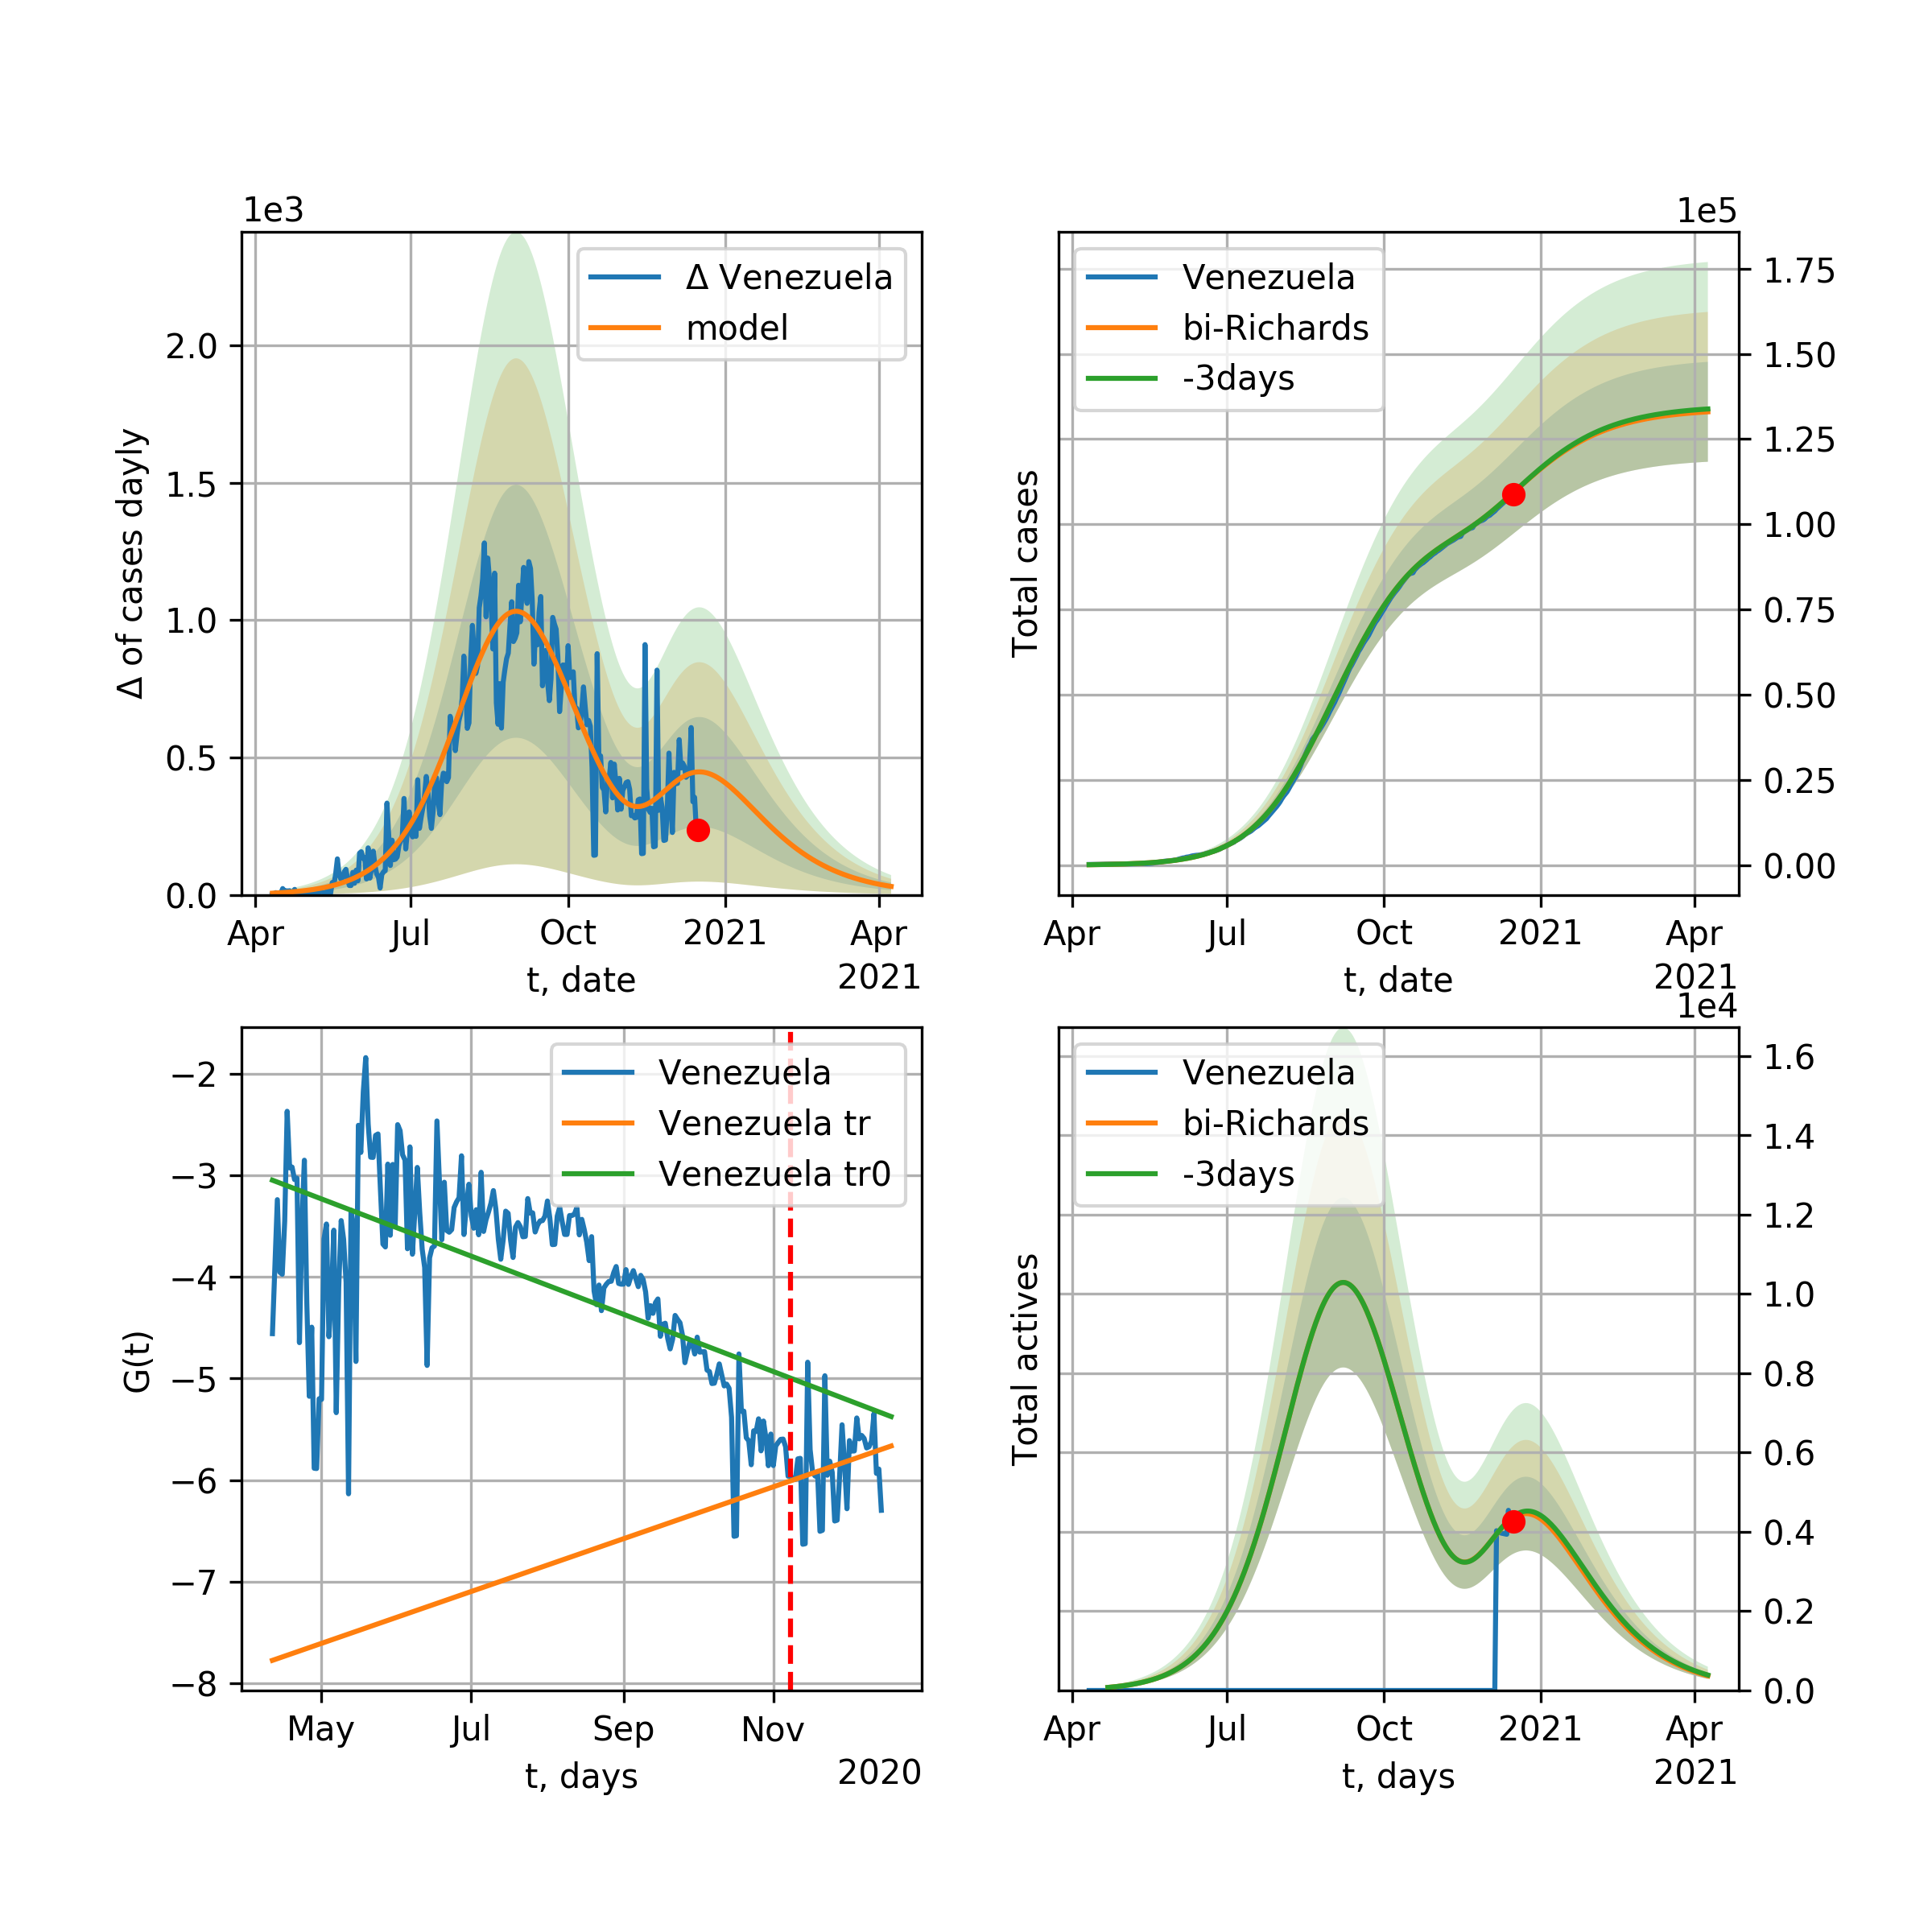 1e3
Δ of cases dayly
2.0
1.5
1.0
0.5
0.0
Δ Venezuela
model
Apr
Jul
Oct
2021
Apr
2021
t, date
1e5
Total cases
Venezuela
bi-Richards
-3days
1.75
1.50
1.25
1.00
0.75
0.50
0.25
0.00
Apr
Jul
Oct
2021
Apr
2021
t, date
G(t)
−2
−3
−4
−5
−6
−7
−8
Venezuela
Venezuela tr
Venezuela tr0
May
Jul
Sep
Nov
2020
t, days
1e4
Total actives
Venezuela
bi-Richards
-3days
1.6
1.4
1.2
1.0
0.8
0.6
0.4
0.2
0.0
Apr
Jul
Oct
2021
Apr
2021
t, days